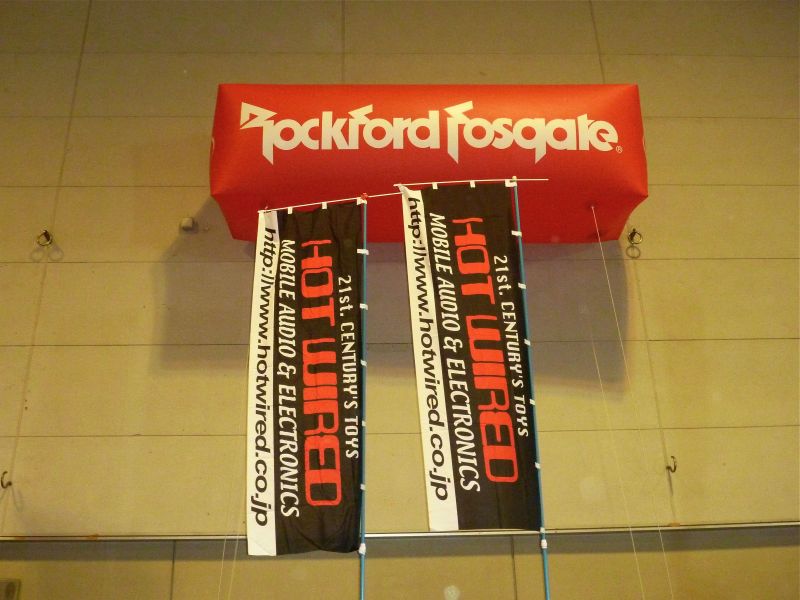 Rockford Fosgate®
21st. CENTURY'S TOYS
HOT WIRED
MOBILE AUDIO & ELECTRONICS
http://www.hotwired.co.jp
21st. CENTURY'S TOYS
HOT WIRED
MOBILE AUDIO & ELECTRONICS
http://www.hotwired.co.jp